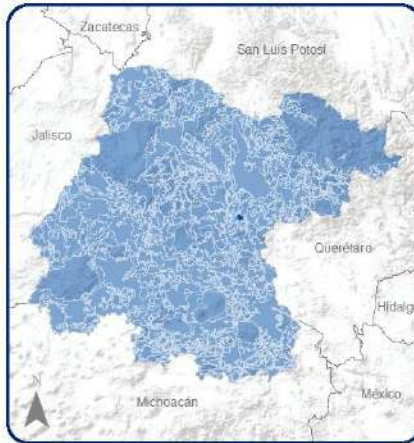 Zacatecas
San Luis Potosí
Jalisco
Querétaro
Hidalgo
México
Michoacán
N